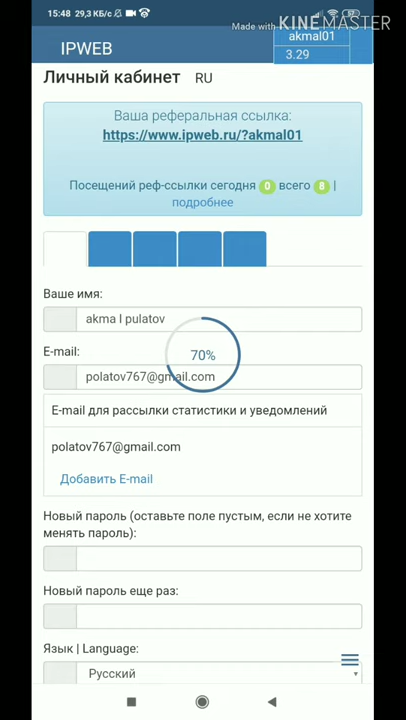 15:48 29,3 КБ/с
Made with KINEMASTER
IPWEB
akmal01
3.29
Личный кабинет RU
Ваша реферальная ссылка:
https://www.ipweb.ru/?akmal01
Посещений реф-ссылки сегодня 0 всего 8 |
подробнее
Ваше имя:
akma l pulatov
70%
E-mail:
polatov767@gmail.com
E-mail для рассылки статистики и уведомлений
polatov767@gmail.com
Добавить E-mail
Новый пароль (оставьте поле пустым, если не хотите
менять пароль):
Новый пароль еще раз:
Язык | Language:
Русский